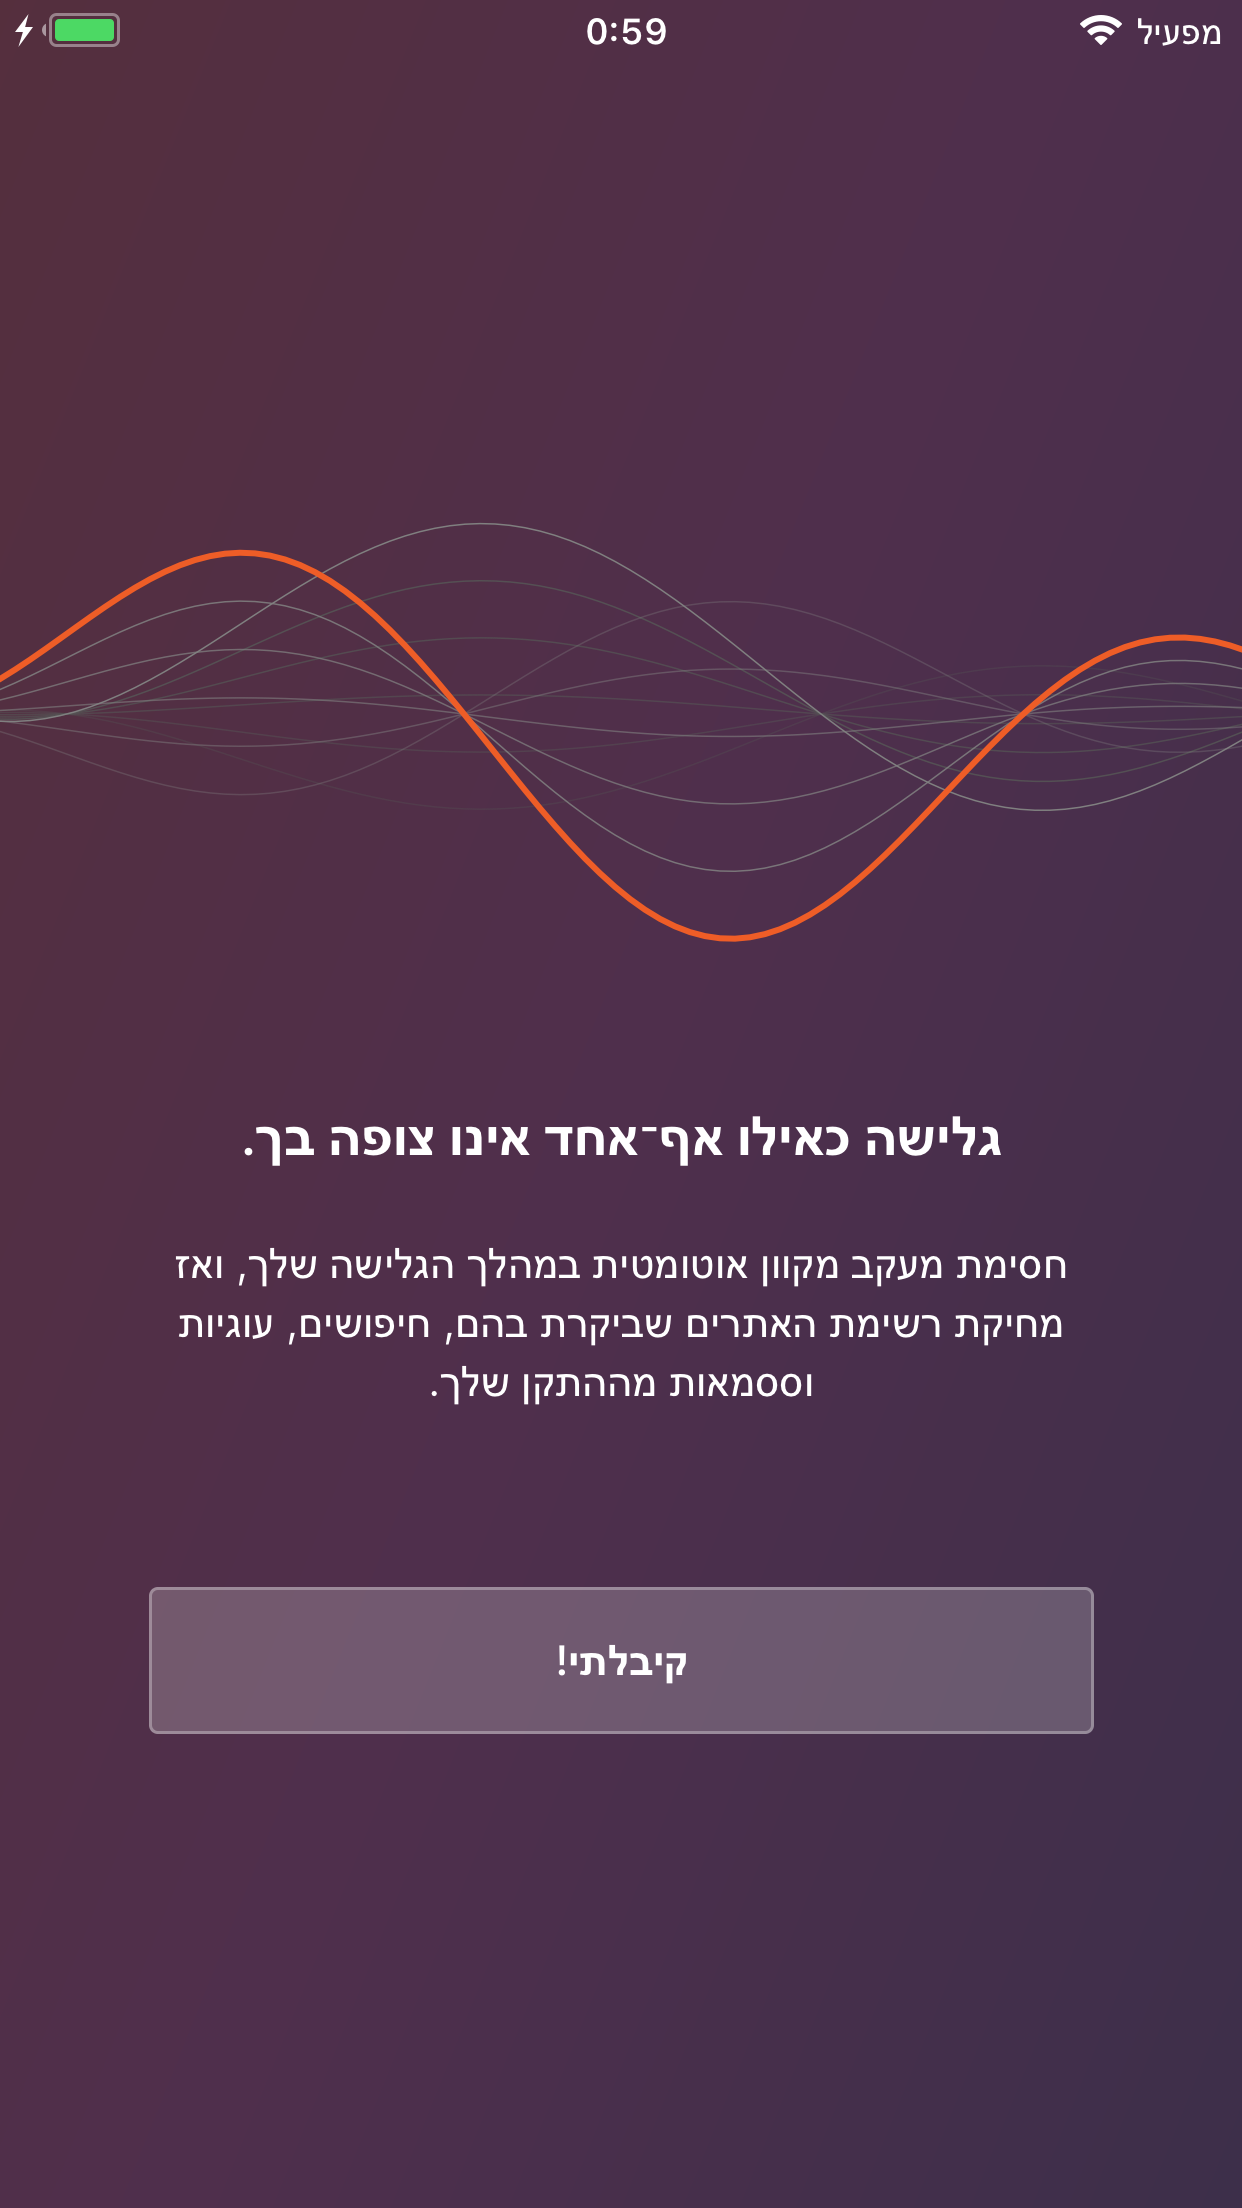 מפעיל
0:59
גלישה כאילו אף־אחד אינו צופה בך.
חסימת מעקב מקוון אוטומטית במהלך הגלישה שלך, ואז
מחיקת רשימת האתרים שביקרת בהם, חיפושים, עוגיות
וססמאות מההתקן שלך.
קיבלתי!